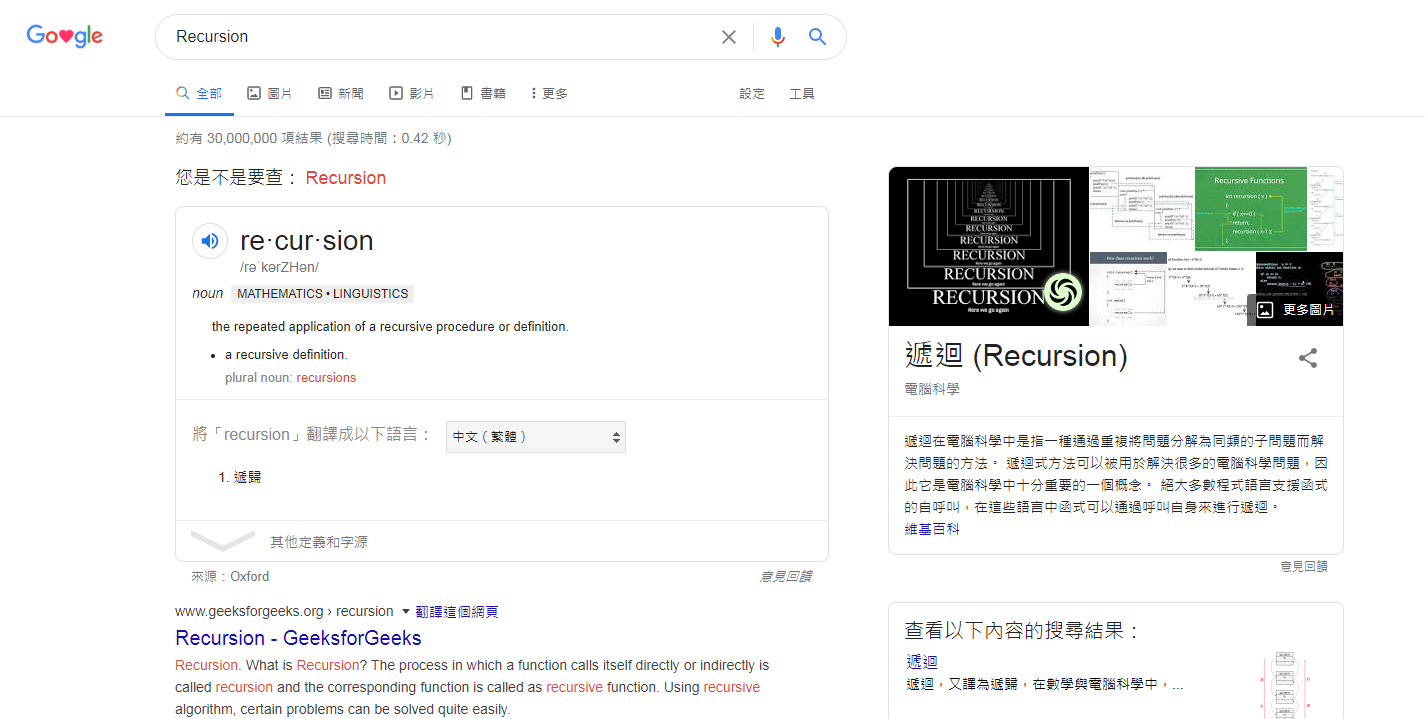 Google
Recursion
全部
圖片
新聞
影片
書籍
更多
設定
工具
約有 30,000,000 項結果 (搜尋時間：0.42 秒)
您是不是要查： Recursion
re·cur·sion
/rəˈkərZHən/
noun MATHEMATICS • LINGUISTICS
the repeated application of a recursive procedure or definition.
• a recursive definition.
plural noun: recursions
將「recursion」翻譯成以下語言：
中文（繁體）
1. 遞歸
其他定義和字源
來源：Oxford
意見回饋
www.geeksforgeeks.org › recursion
翻譯這個網頁
Recursion - GeeksforGeeks
Recursion. What is Recursion? The process in which a function calls itself directly or indirectly is
called recursion and the corresponding function is called as recursive function. Using recursive
algorithm, certain problems can be solved quite easily.
RECURSION
RECURSION
RECURSION
RECURSION
Here we go again
RECURSION
Here we go again
RECURSION
Here we go again
Recursive Functions
int recursion ( x )
{
if ( x==0 )
return;
recursion ( x-1 );
}
How does recursion work?
更多圖片
遞迴 (Recursion)
電腦科學
遞迴在電腦科學中是指一種通過重複將問題分解為同類的子問題而解
決問題的方法。 遞迴式方法可以被用於解決很多的電腦科學問題，因
此它是電腦科學中十分重要的一個概念。 絕大多數程式語言支援函式
的自呼叫，在這些語言中函式可以通過呼叫自身來進行遞迴。
維基百科
意見回饋
查看以下內容的搜尋結果：
遞迴
遞迴，又譯為遞歸，在數學與電腦科學中，...